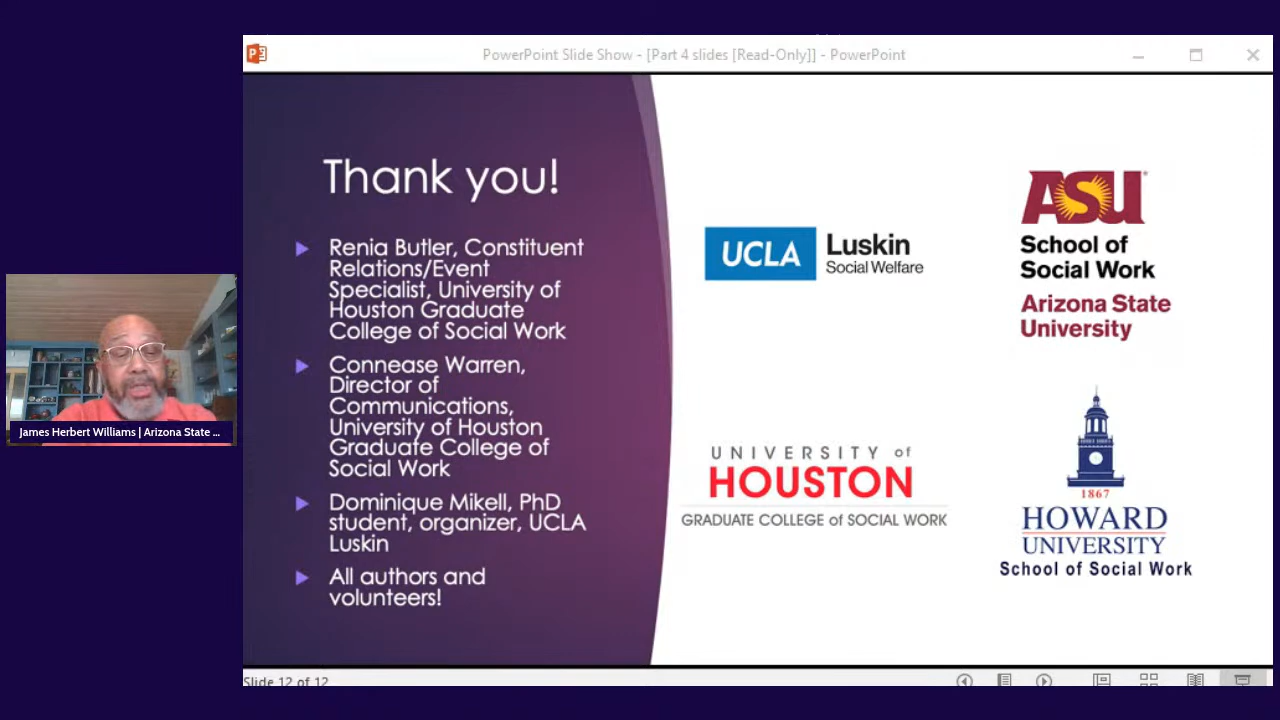 PowerPoint Slide Show - [Part 4 slides [Read-Only]] - PowerPoint
Thank you!
Renia Butler, Constituent
Relations/Event
Specialist, University of
Houston Graduate
College of Social Work
Connease Warren,
Director of
Communications,
University of Houston
Graduate College of
Social Work
Dominique Mikell, PhD
student, organizer, UCLA
Luskin
All authors and
volunteers!
UCLA
Luskin
Social Welfare
ASU
School of
Social Work
Arizona State
University
UNIVERSITY of
HOUSTON
GRADUATE COLLEGE of SOCIAL WORK
1867
HOWARD
UNIVERSITY
School of Social Work
James Herbert Williams | Arizona State ...
Slide 12 of 12